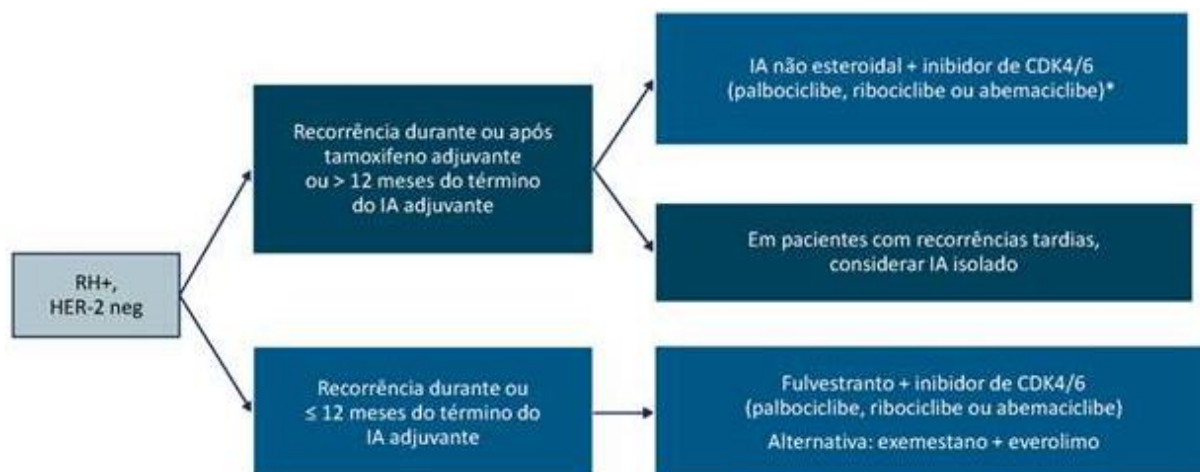 RH+,
HER-2 neg
Recorrência durante ou após
tamoxifeno adjuvante
ou > 12 meses do término
do IA adjuvante
IA não esteroidal + inibidor de CDK4/6
(palbociclibe, ribociclibe ou abemaciclibe)*
Em pacientes com recorrências tardias,
considerar IA isolado
Recorrência durante ou
≤ 12 meses do término do
IA adjuvante
Fulvestranto + inibidor de CDK4/6
(palbociclibe, ribociclibe ou abemaciclibe)
Alternativa: exemestano + everolimo